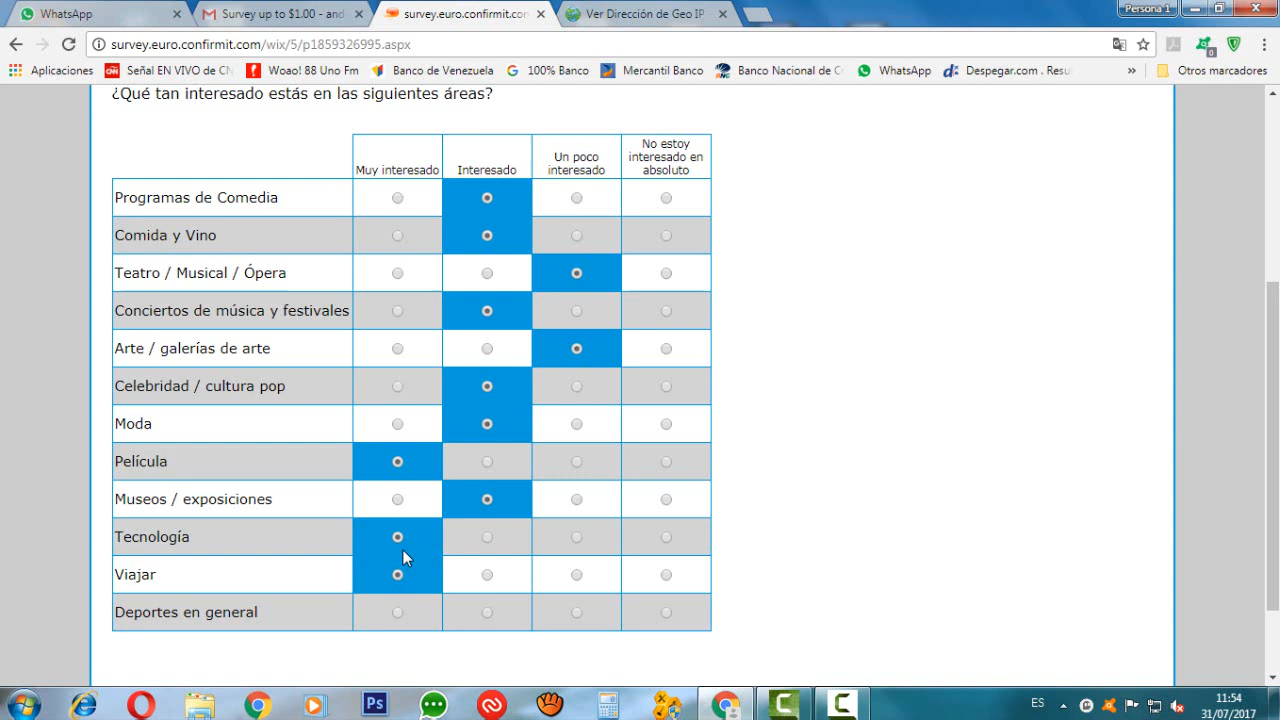 WhatsApp
Survey up to $1.00 - and
survey.euro.confirmit.con
Ver Dirección de Geo IP
Persona 1
survey.euro.confirmit.com/wix/5/p1859326995.aspx
Aplicaciones
Señal EN VIVO de CN
Woao! 88 Uno Fm
Banco de Venezuela
100% Banco
Mercantil Banco
Banco Nacional de C
WhatsApp
Despegar.com . Resu
»
Otros marcadores
¿Qué tan interesado estás en las siguientes áreas?
Muy interesado
Interesado
Un poco
interesado
No estoy
interesado en
absoluto
Programas de Comedia
Comida y Vino
Teatro / Musical / Ópera
Conciertos de música y festivales
Arte / galerías de arte
Celebridad / cultura pop
Moda
Película
Museos / exposiciones
Tecnología
Viajar
Deportes en general
Ps
ES
11:54
31/07/2017